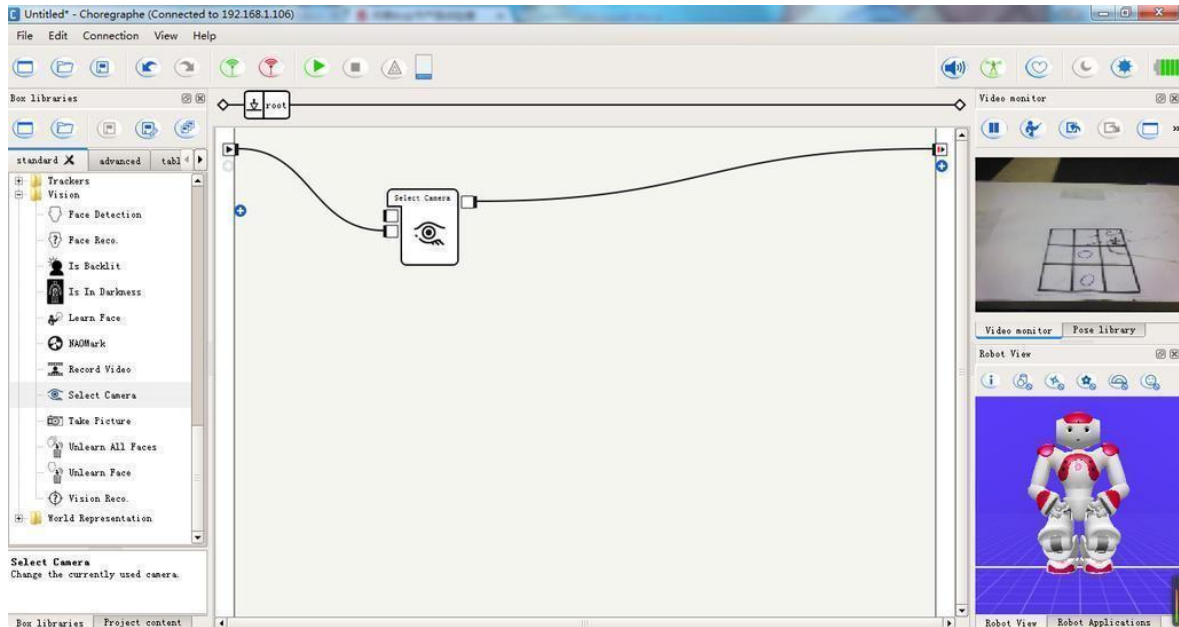 Untitled* - Choregraphe (Connected to 192.168.1.106)
File Edit Connection View Help
Box libraries
standard X advanced tabl
Trackers
Vision
Face Detection
Face Reco.
Is Backlit
Is In Darkness
Learn Face
NAOMark
Record Video
Select Camera
Take Picture
Unlearn All Faces
Unlearn Face
Vision Reco.
World Representation
Select Camera
Change the currently used camera.
Box libraries Project content
root
Select Camera
Video monitor
Video monitor Pose library
Robot View
Robot View Robot Applications